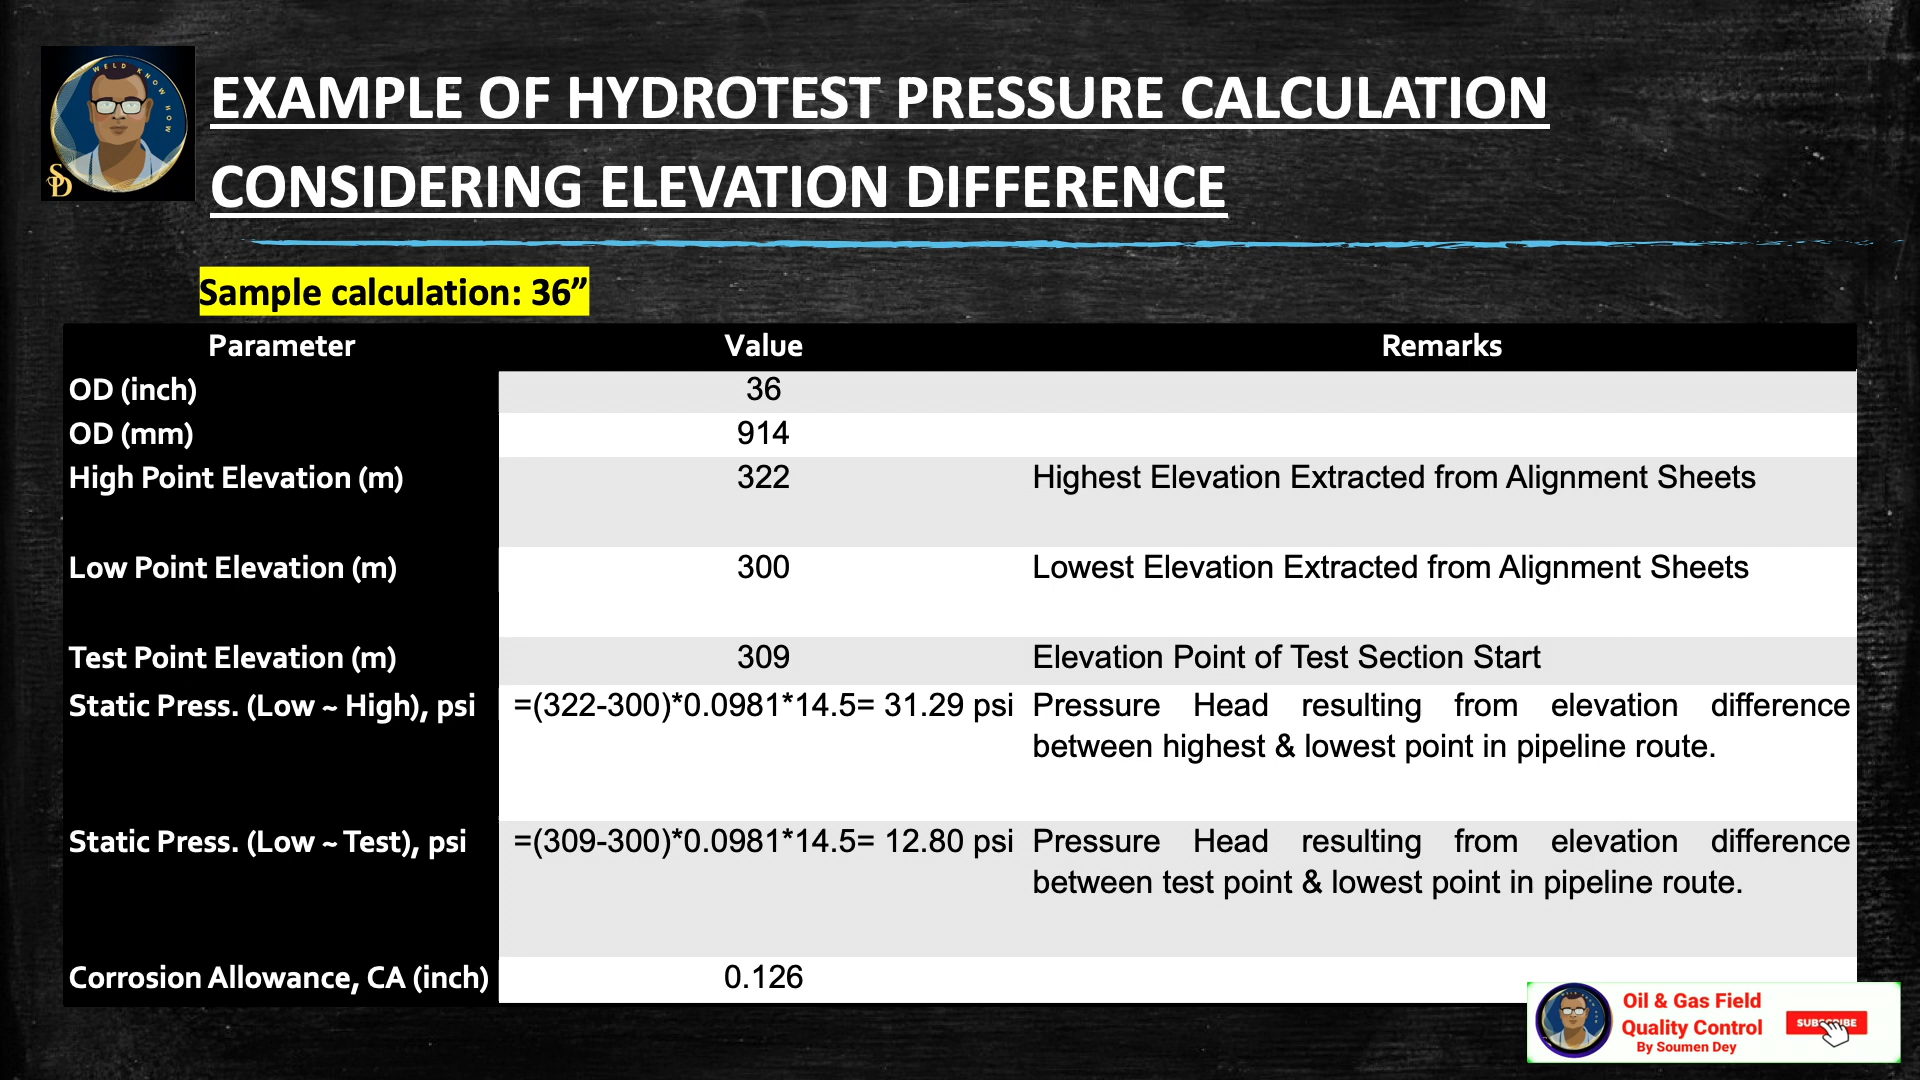 WELD KNOW HOW
SD
EXAMPLE OF HYDROTEST PRESSURE CALCULATION
CONSIDERING ELEVATION DIFFERENCE
Sample calculation: 36”
Parameter Value Remarks
OD (inch) 36
OD (mm) 914
High Point Elevation (m) 322 Highest Elevation Extracted from Alignment Sheets
Low Point Elevation (m) 300 Lowest Elevation Extracted from Alignment Sheets
Test Point Elevation (m) 309 Elevation Point of Test Section Start
Static Press. (Low ~ High), psi =(322-300)*0.0981*14.5= 31.29 psi Pressure Head resulting from elevation difference
between highest & lowest point in pipeline route.
Static Press. (Low ~ Test), psi =(309-300)*0.0981*14.5= 12.80 psi Pressure Head resulting from elevation difference
between test point & lowest point in pipeline route.
Corrosion Allowance, CA (inch) 0.126
Oil & Gas Field
Quality Control
By Soumen Dey
SUBSCRIBE